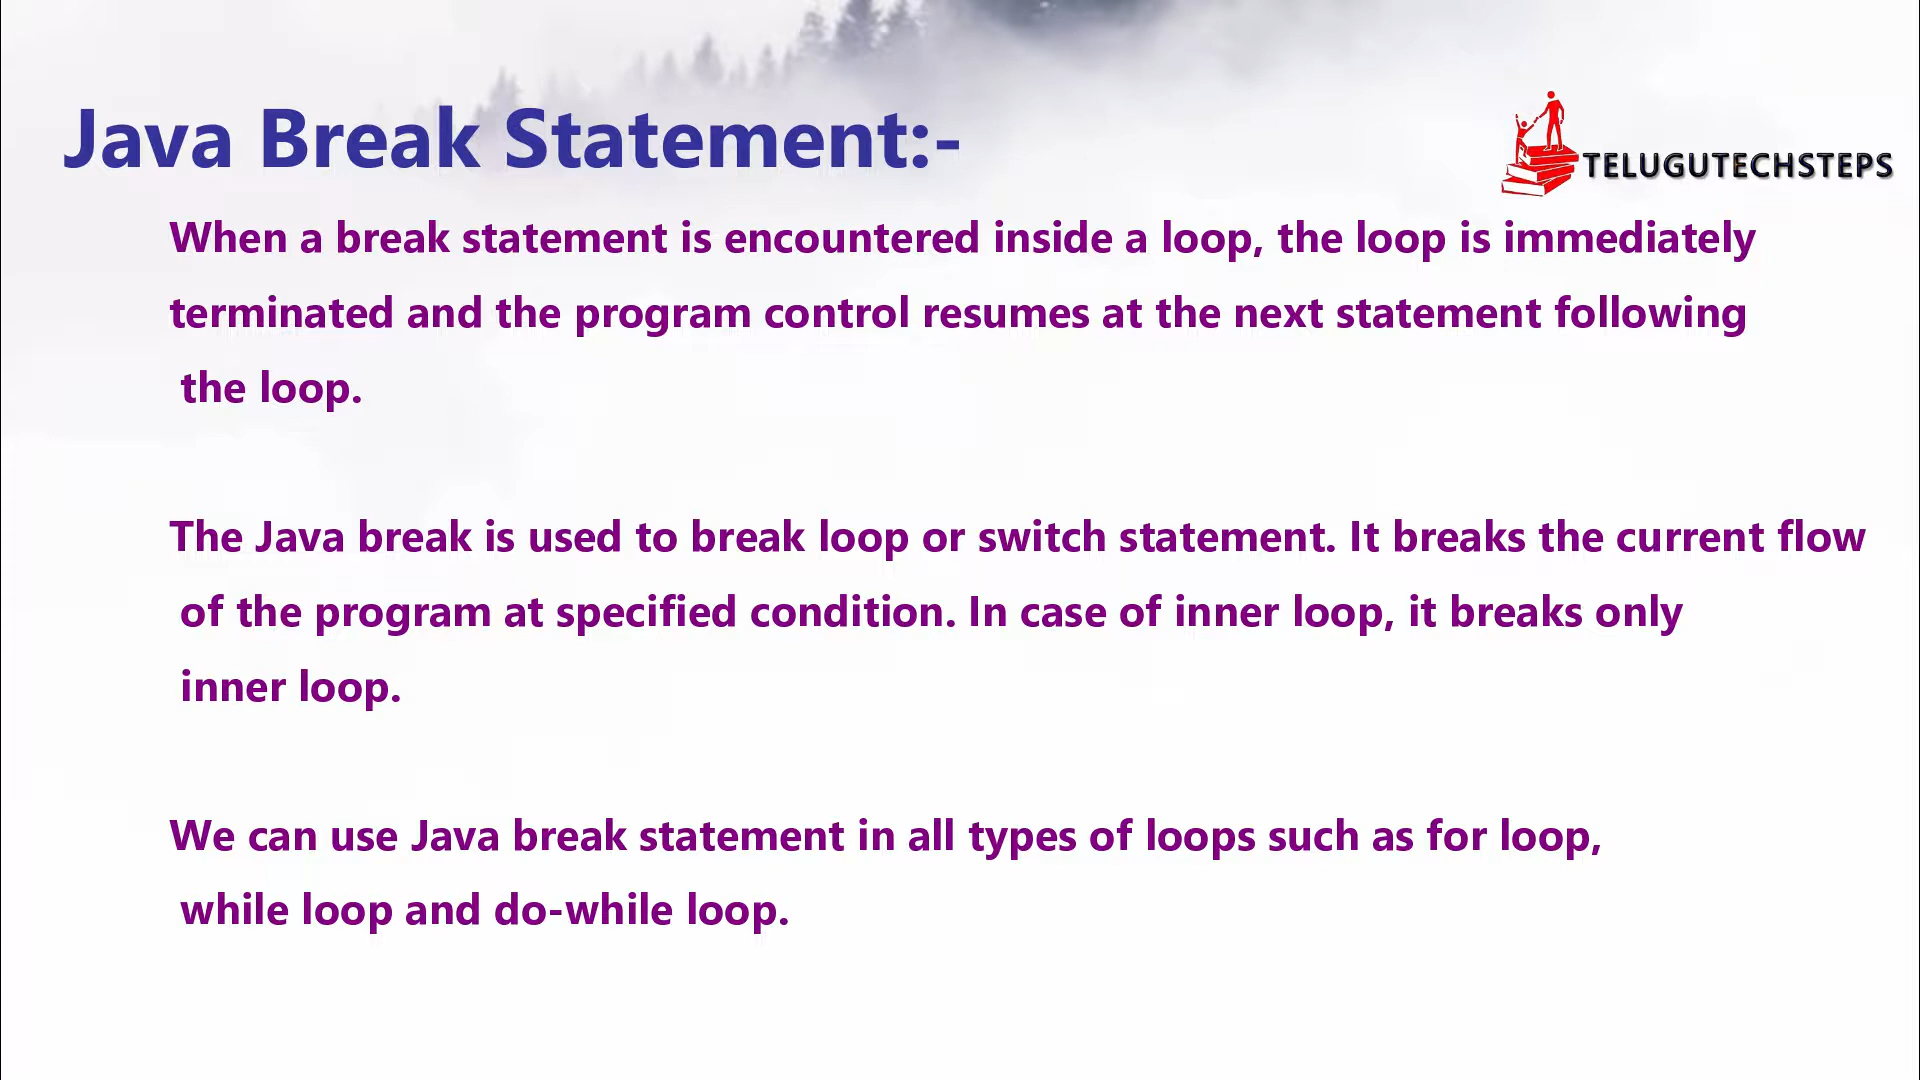 Java Break Statement:-
TELUGUTECHSTEPS
When a break statement is encountered inside a loop, the loop is immediately
terminated and the program control resumes at the next statement following
the loop.
The Java break is used to break loop or switch statement. It breaks the current flow
of the program at specified condition. In case of inner loop, it breaks only
inner loop.
We can use Java break statement in all types of loops such as for loop,
while loop and do-while loop.